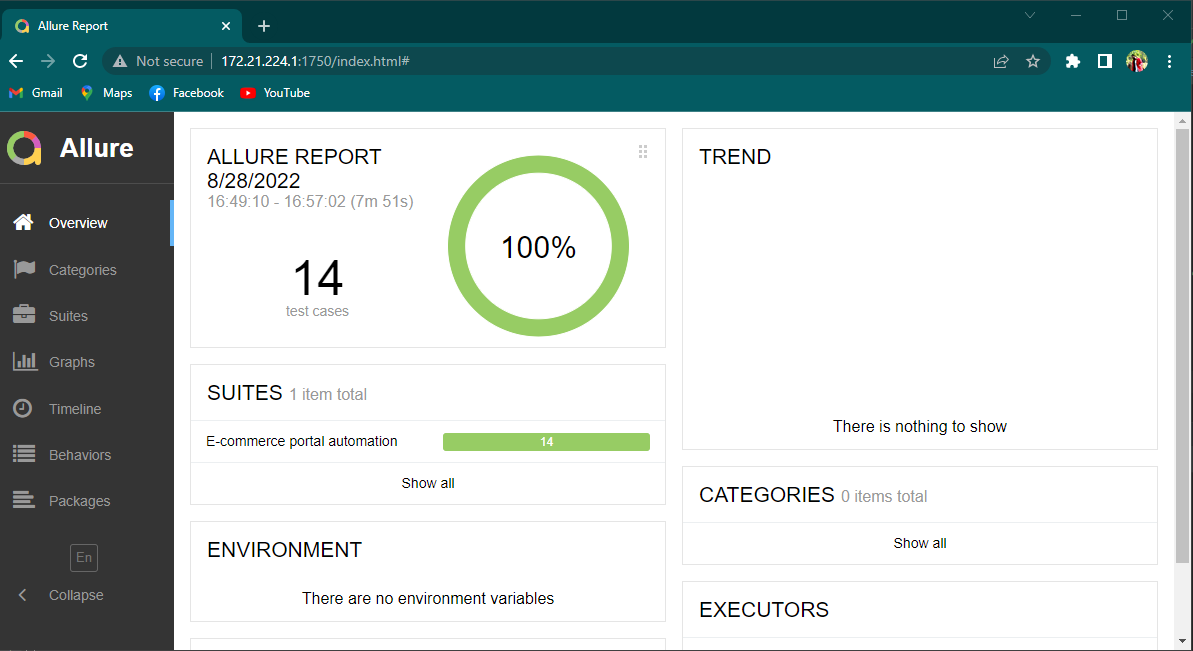 Allure Report
Not secure
172.21.224.1:1750/index.html#
Gmail
Maps
Facebook
YouTube
Allure
Overview
Categories
Suites
Graphs
Timeline
Behaviors
Packages
En
Collapse
ALLURE REPORT
8/28/2022
16:49:10 - 16:57:02 (7m 51s)
14
test cases
100%
SUITES 1 item total
E-commerce portal automation 14
Show all
ENVIRONMENT
There are no environment variables
TREND
There is nothing to show
CATEGORIES 0 items total
Show all
EXECUTORS